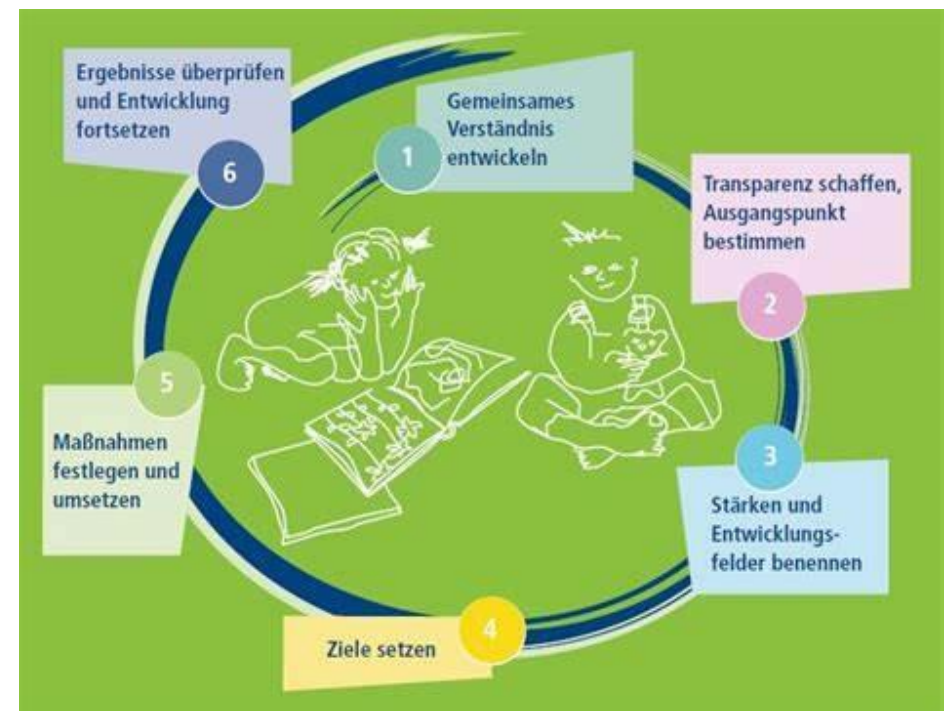 1
Gemeinsames
Verständnis
entwickeln
2
Transparenz schaffen,
Ausgangspunkt
bestimmen
3
Stärken und
Entwicklungs-
felder benennen
4
Ziele setzen
5
Maßnahmen
festlegen und
umsetzen
6
Ergebnisse überprüfen
und Entwicklung
fortsetzen